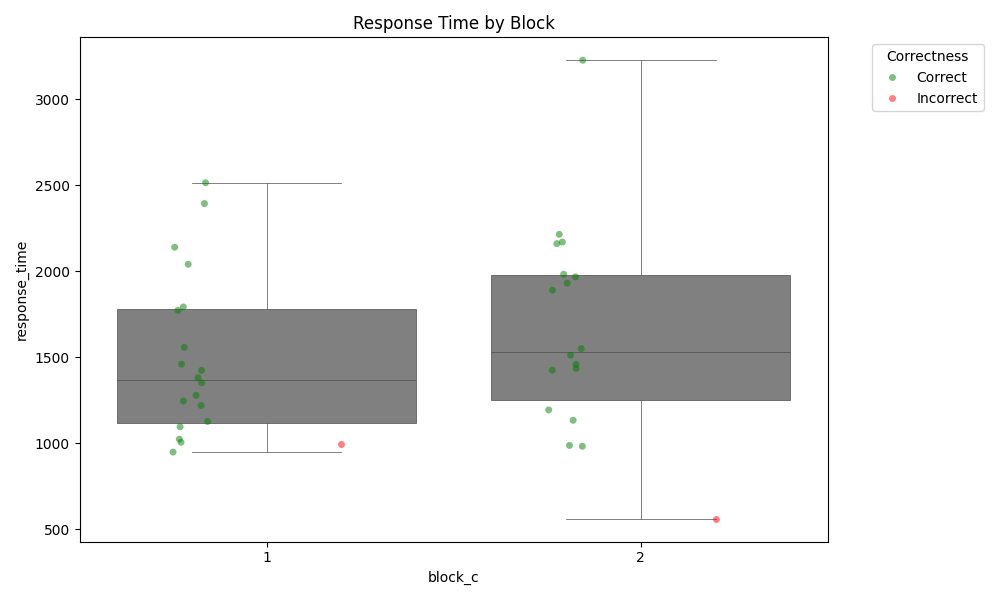 Response Time by Block
Correctness
Correct
Incorrect
response_time
3000
2500
2000
1500
1000
500
1
2
block_c